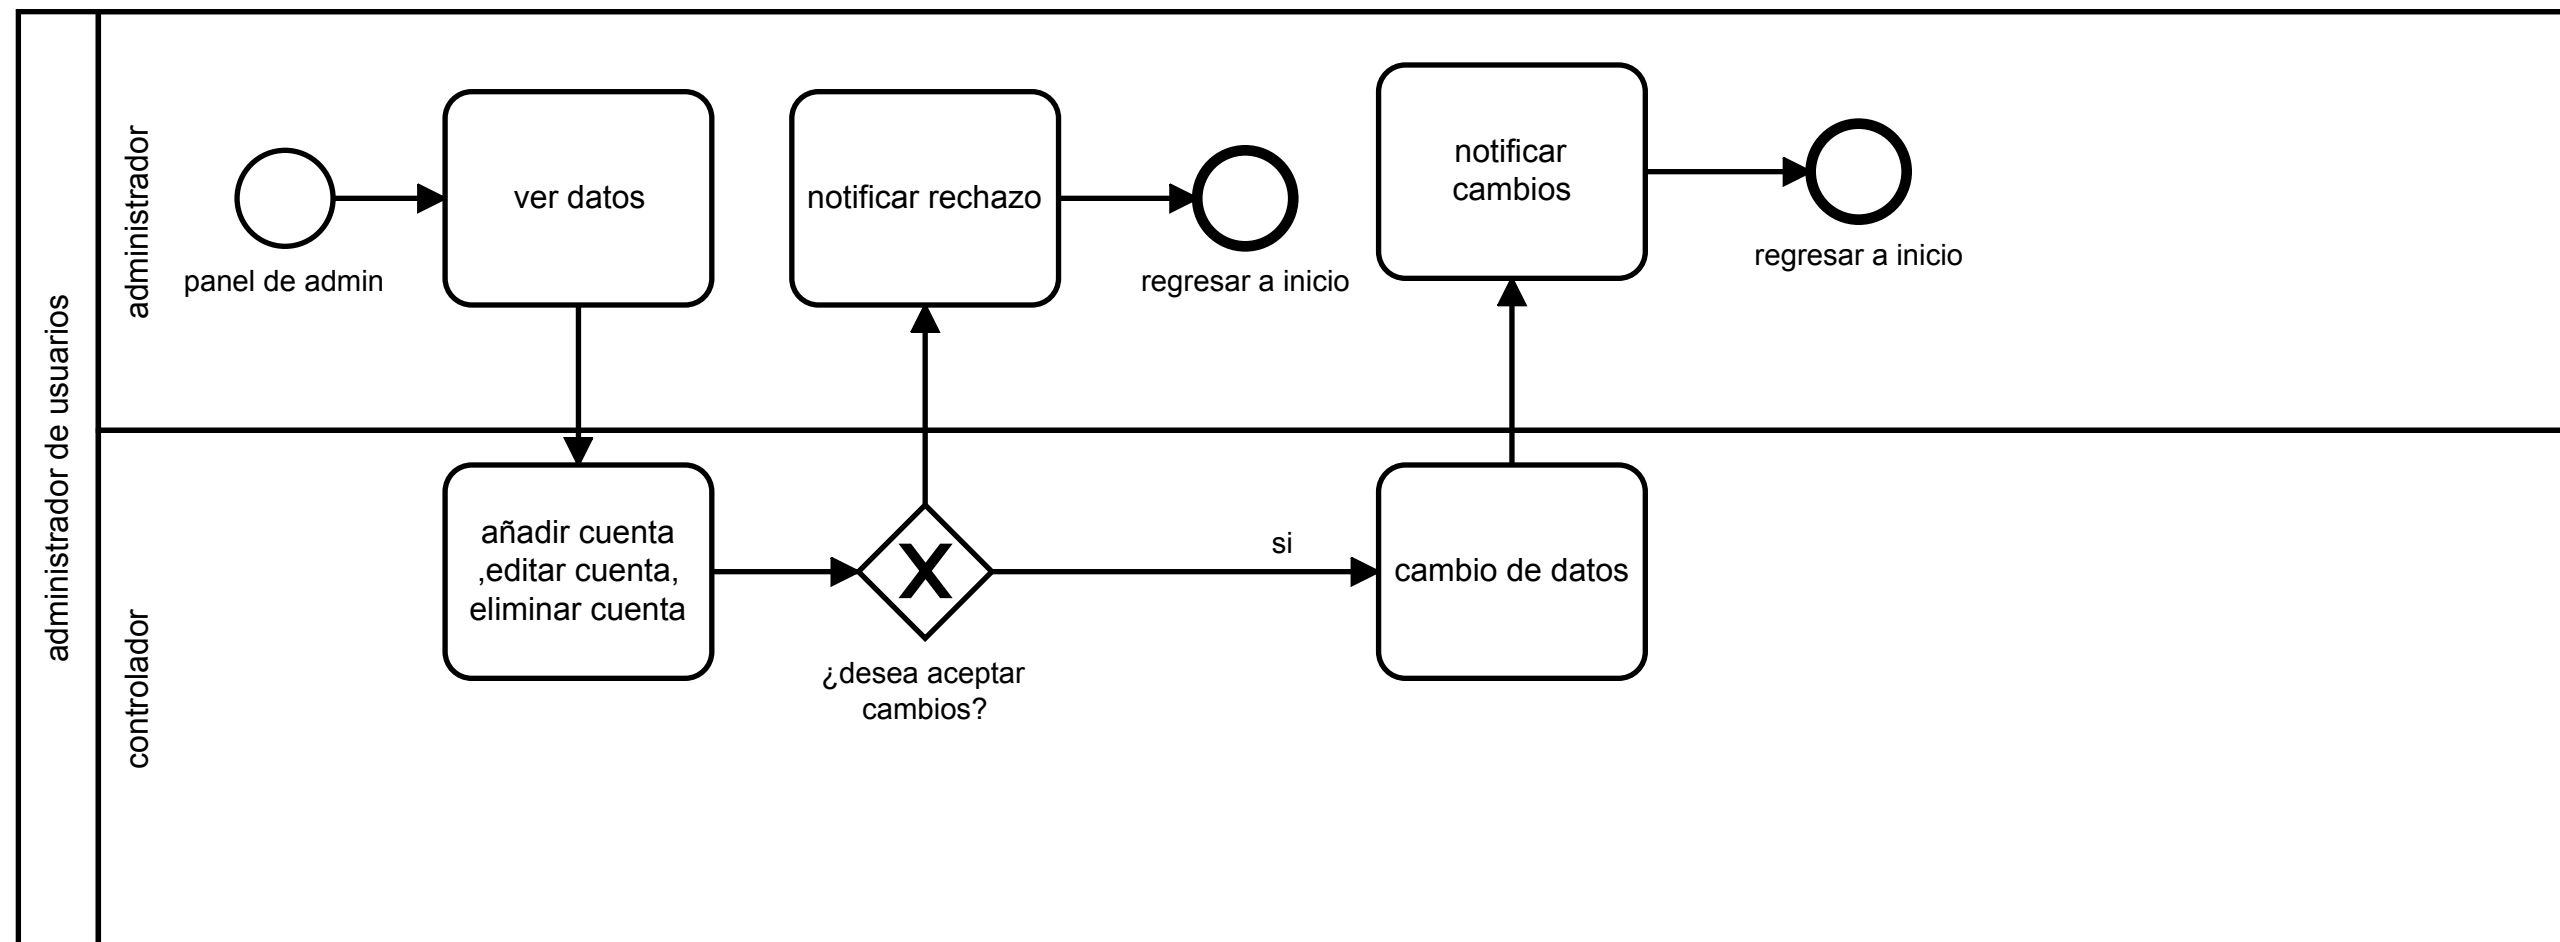 administrador de usuarios
administrador
panel de admin
ver datos
notificar rechazo
regresar a inicio
notificar
cambios
regresar a inicio
controlador
añadir cuenta
,editar cuenta,
eliminar cuenta
¿desea aceptar
cambios?
si
cambio de datos